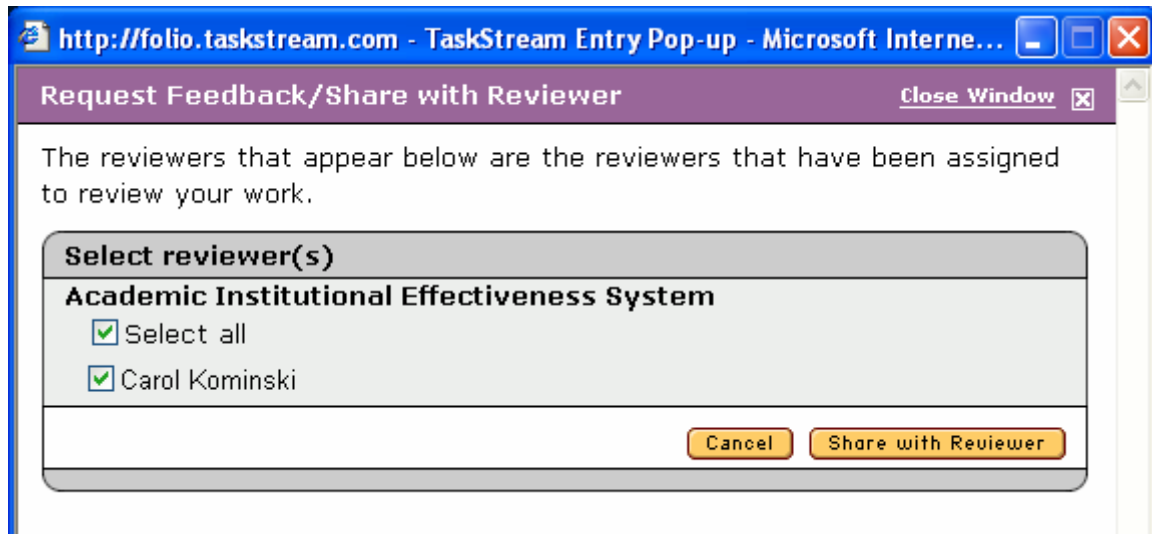 http://folio.taskstream.com - TaskStream Entry Pop-up - Microsoft Interne...
Request Feedback/Share with Reviewer Close Window
The reviewers that appear below are the reviewers that have been assigned
to review your work.
Select reviewer(s)
Academic Institutional Effectiveness System
Select all
Carol Kominski
Cancel Share with Reviewer